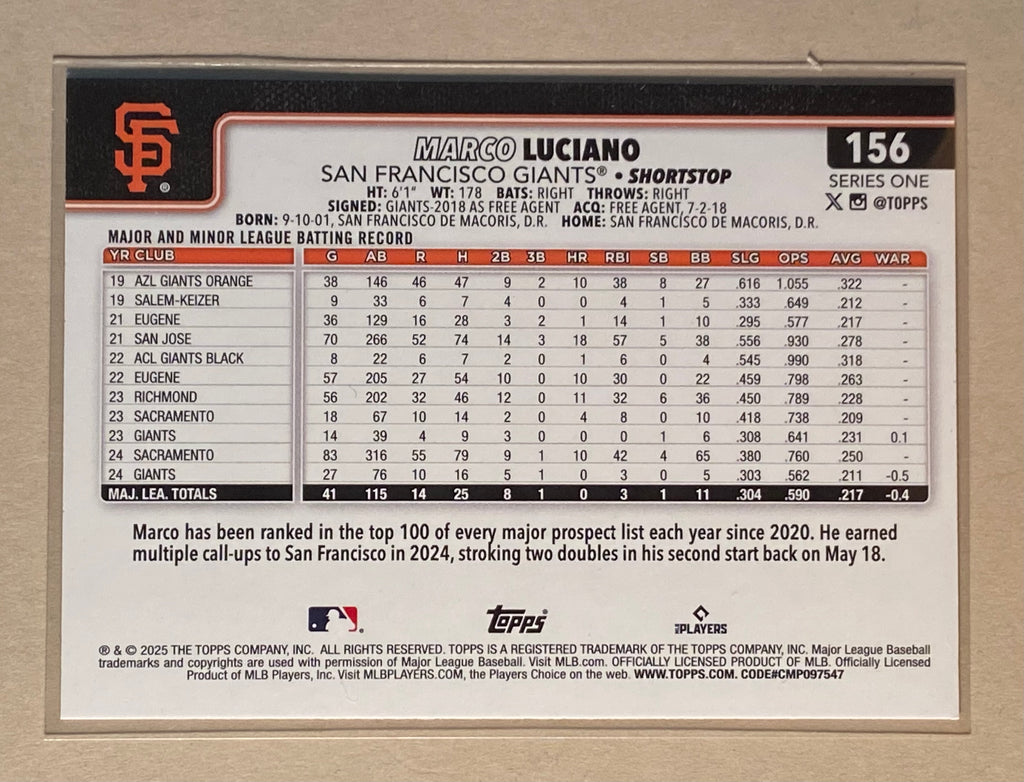 SF®
MARCO LUCIANO
156
SAN FRANCISCO GIANTS® • SHORTSTOP
SERIES ONE
HT: 6'1" WT: 178 BATS: RIGHT THROWS: RIGHT
SIGNED: GIANTS-2018 AS FREE AGENT ACQ: FREE AGENT, 7-2-18
@TOPPS
BORN: 9-10-01, SAN FRANCISCO DE MACORIS, D.R. HOME: SAN FRANCISCO DE MACORIS, D.R.
MAJOR AND MINOR LEAGUE BATTING RECORD
YR CLUB G AB R H 2B 3B HR RBI SB BB SLG OPS AVG WAR
19 AZL GIANTS ORANGE 38 146 46 47 9 2 10 38 8 27 .616 1.055 .322 -
19 SALEM-KEIZER 9 33 6 7 4 0 0 4 1 5 .333 .649 .212 -
21 EUGENE 36 129 16 28 3 2 1 14 1 10 .295 .577 .217 -
21 SAN JOSE 70 266 52 74 14 3 18 57 5 38 .556 .930 .278 -
22 ACL GIANTS BLACK 8 22 6 7 2 0 1 6 0 4 .545 .990 .318 -
22 EUGENE 57 205 27 54 10 0 10 30 0 22 .459 .798 .263 -
23 RICHMOND 56 202 32 46 12 0 11 32 6 36 .450 .789 .228 -
23 SACRAMENTO 18 67 10 14 2 0 4 8 0 10 .418 .738 .209 -
23 GIANTS 14 39 4 9 3 0 0 0 1 6 .308 .641 .231 0.1
24 SACRAMENTO 83 316 55 79 9 1 10 42 4 65 .380 .760 .250 -
24 GIANTS 27 76 10 16 5 1 0 3 0 5 .303 .562 .211 -0.5
MAJ. LEA. TOTALS 41 115 14 25 8 1 0 3 1 11 .304 .590 .217 -0.4
Marco has been ranked in the top 100 of every major prospect list each year since 2020. He earned
multiple call-ups to San Francisco in 2024, stroking two doubles in his second start back on May 18.
Topps® MLB PLAYERS
® & © 2025 THE TOPPS COMPANY, INC. ALL RIGHTS RESERVED. TOPPS IS A REGISTERED TRADEMARK OF THE TOPPS COMPANY, INC. Major League Baseball
trademarks and copyrights are used with permission of Major League Baseball. Visit MLB.com. OFFICIALLY LICENSED PRODUCT OF MLB. Officially Licensed
Product of MLB Players, Inc. Visit MLBPLAYERS.COM, the Players Choice on the web. WWW.TOPPS.COM. CODE#CMP097547